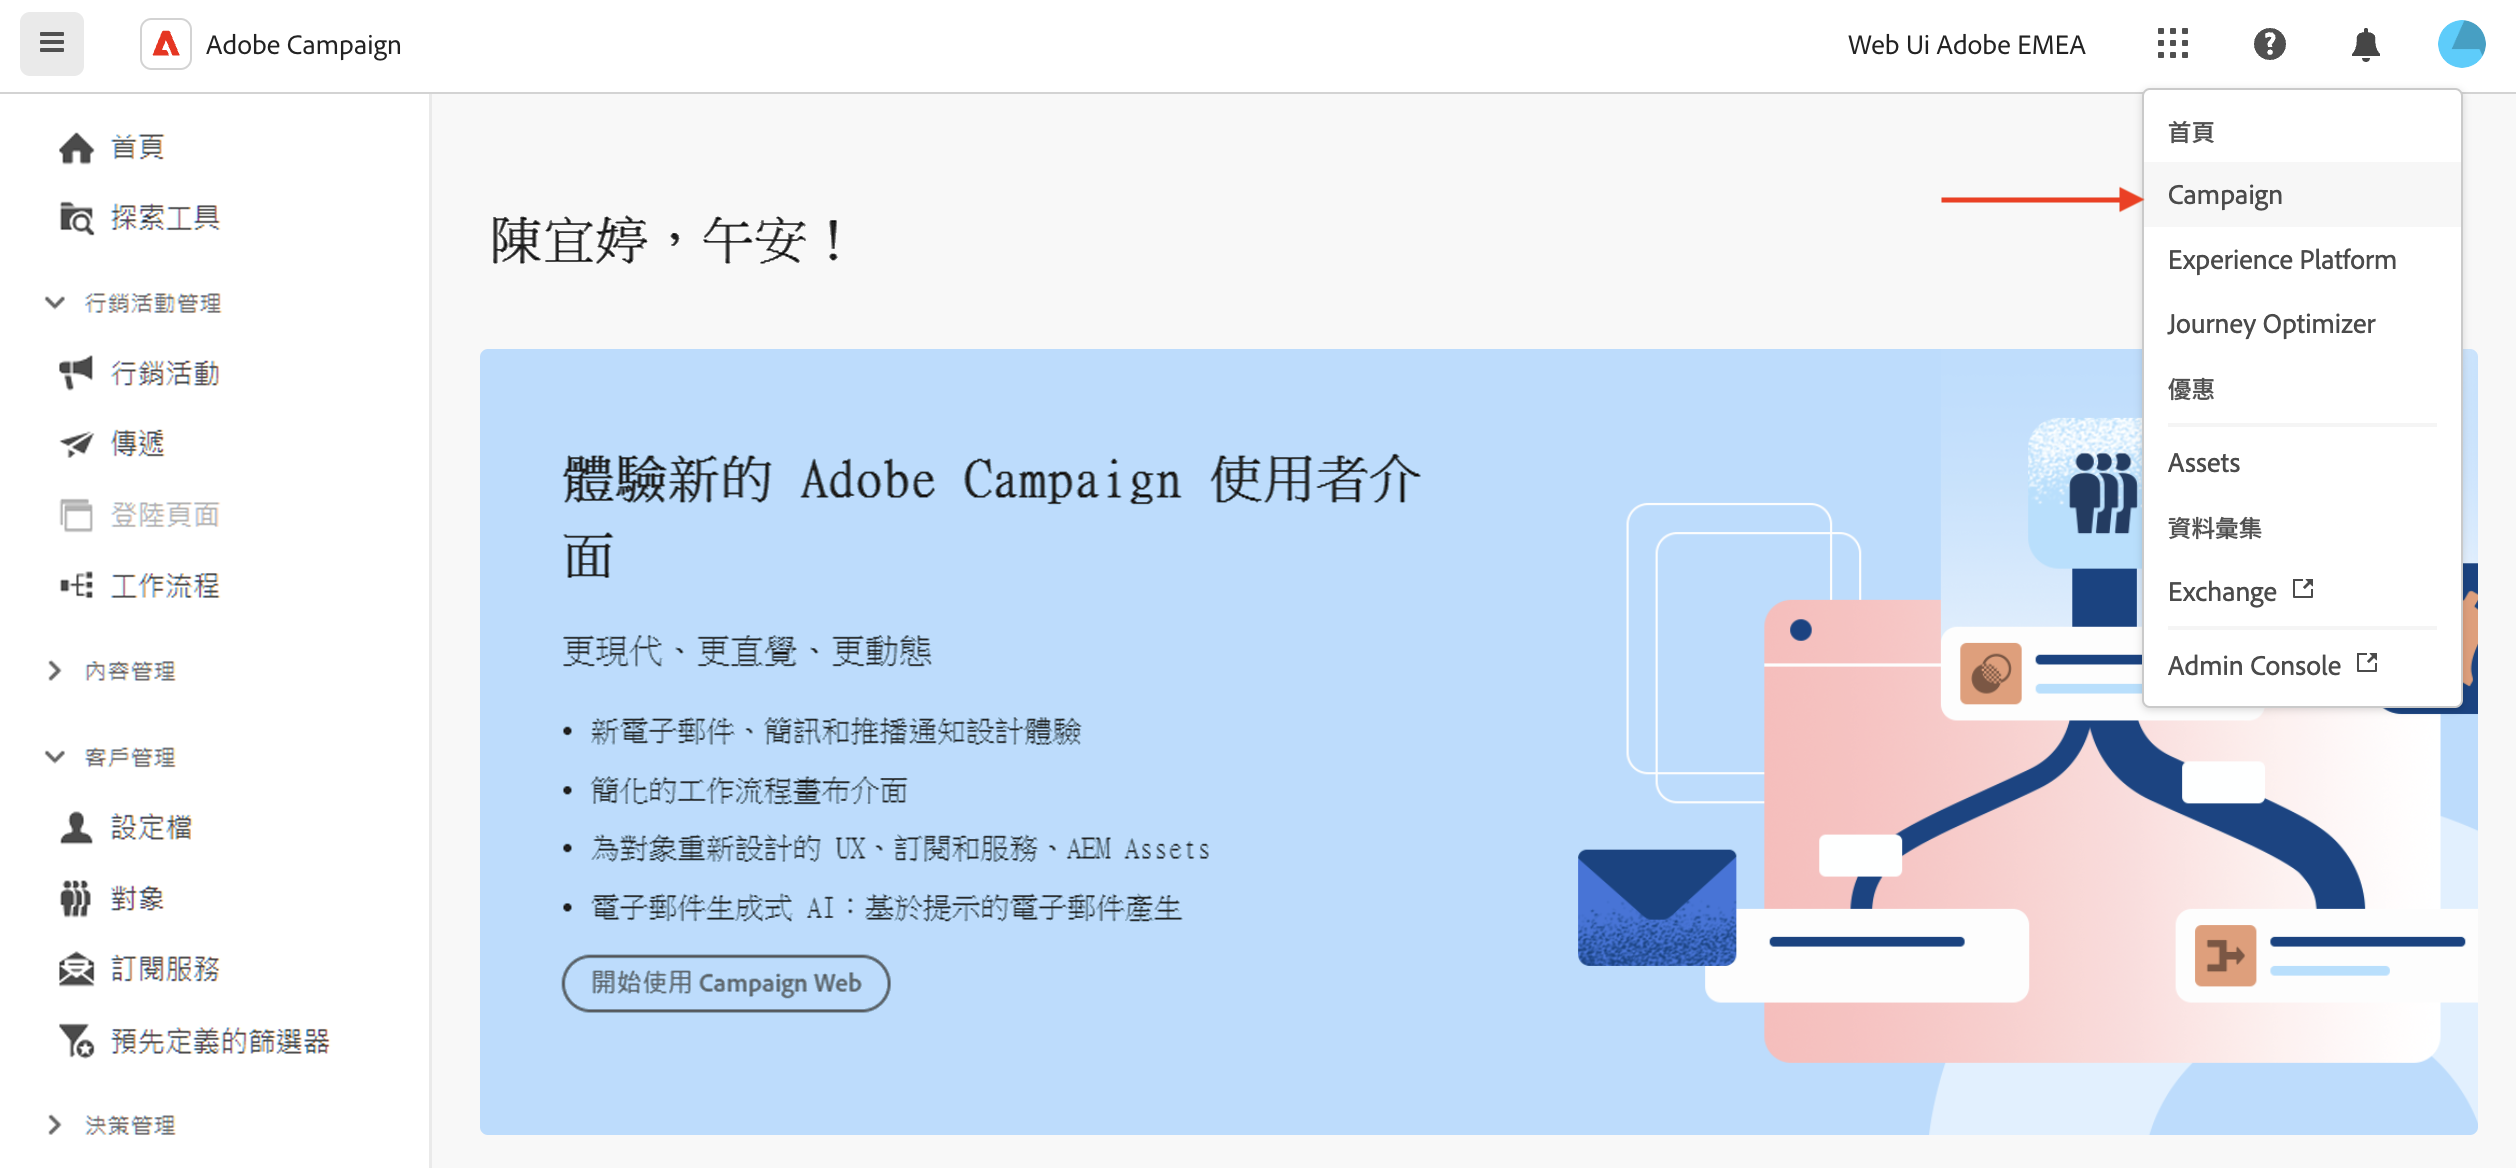 Adobe Campaign
Web Ui Adobe EMEA
首頁
探索工具
行銷活動管理
行銷活動
傳遞
登陸頁面
工作流程
內容管理
客戶管理
設定檔
對象
訂閱服務
預先定義的篩選器
決策管理
陳宜婷，午安！
體驗新的 Adobe Campaign 使用者介
面
更現代、更直覺、更動態
• 新電子郵件、簡訊和推播通知設計體驗
• 簡化的工作流程畫布介面
• 為對象重新設計的 UX、訂閱和服務、AEM Assets
• 電子郵件生成式 AI：基於提示的電子郵件產生
開始使用 Campaign Web
首頁
Campaign
Experience Platform
Journey Optimizer
優惠
Assets
資料彙集
Exchange
Admin Console